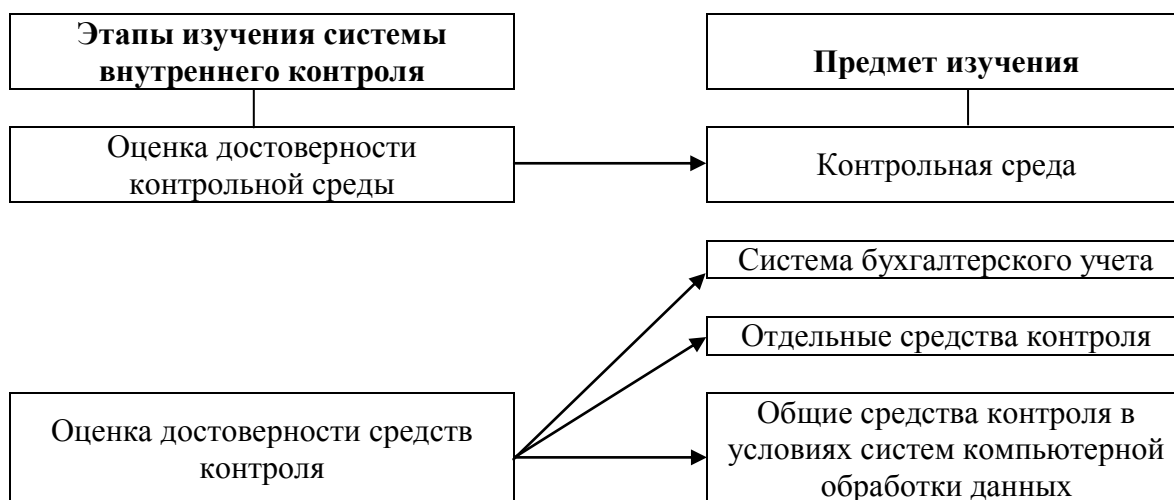 Этапы изучения системы
внутреннего контроля
Предмет изучения
Оценка достоверности
контрольной среды
Контрольная среда
Система бухгалтерского учета
Отдельные средства контроля
Оценка достоверности средств
контроля
Общие средства контроля в
условиях систем компьютерной
обработки данных